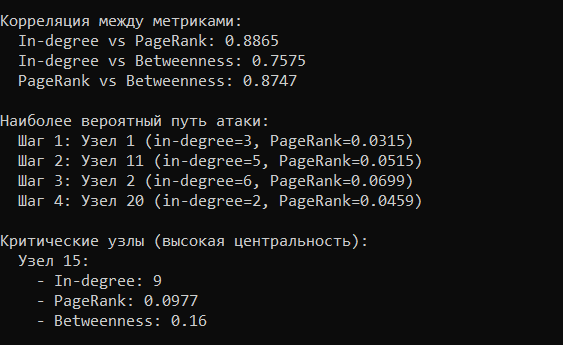 Корреляция между метриками:
In-degree vs PageRank: 0.8865
In-degree vs Betweenness: 0.7575
PageRank vs Betweenness: 0.8747
Наиболее вероятный путь атаки:
Шаг 1: Узел 1 (in-degree=3, PageRank=0.0315)
Шаг 2: Узел 11 (in-degree=5, PageRank=0.0515)
Шаг 3: Узел 2 (in-degree=6, PageRank=0.0699)
Шаг 4: Узел 20 (in-degree=2, PageRank=0.0459)
Критические узлы (высокая центральность):
Узел 15:
- In-degree: 9
- PageRank: 0.0977
- Betweenness: 0.16